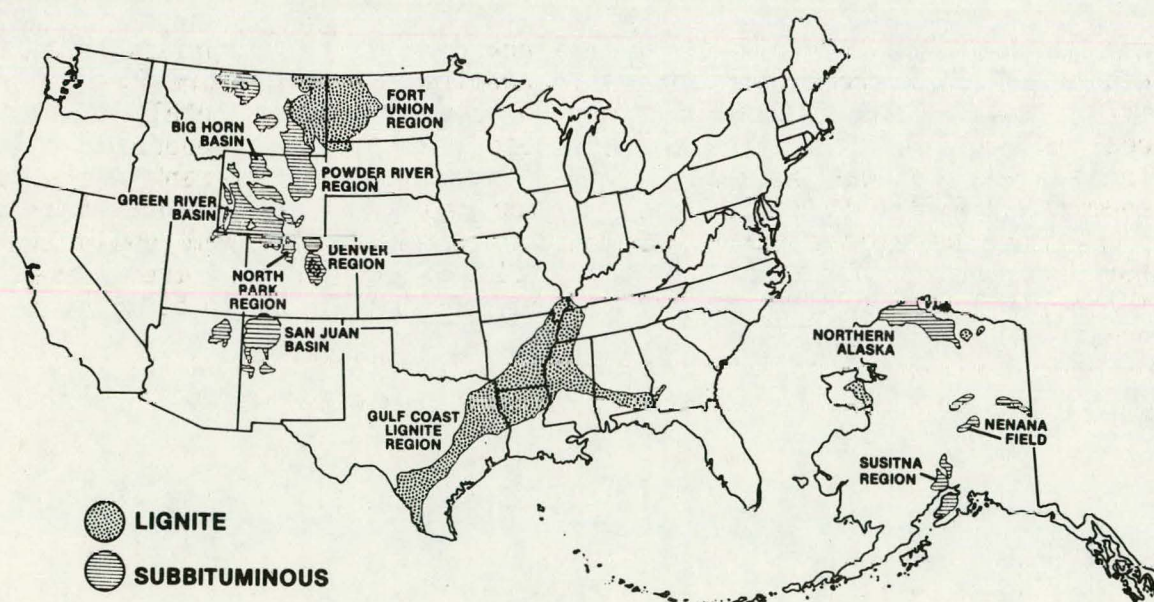 FORT
UNION
REGION
BIG HORN
BASIN
POWDER RIVER
REGION
GREEN RIVER
BASIN
DENVER
REGION
NORTH
PARK
REGION
SAN JUAN
BASIN
NORTHERN
ALASKA
GULF COAST
LIGNITE
REGION
NENANA
FIELD
SUSITNA
REGION
LIGNITE
SUBBITUMINOUS